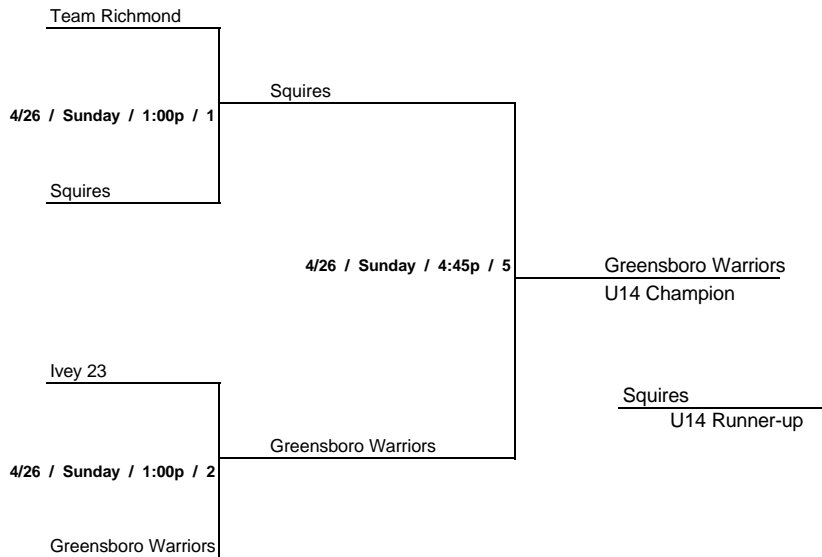 Team Richmond
Squires
4/26 / Sunday / 1:00p / 1
Squires
4/26 / Sunday / 4:45p / 5
Greensboro Warriors
U14 Champion
Ivey 23
Squires
U14 Runner-up
Greensboro Warriors
4/26 / Sunday / 1:00p / 2
Greensboro Warriors